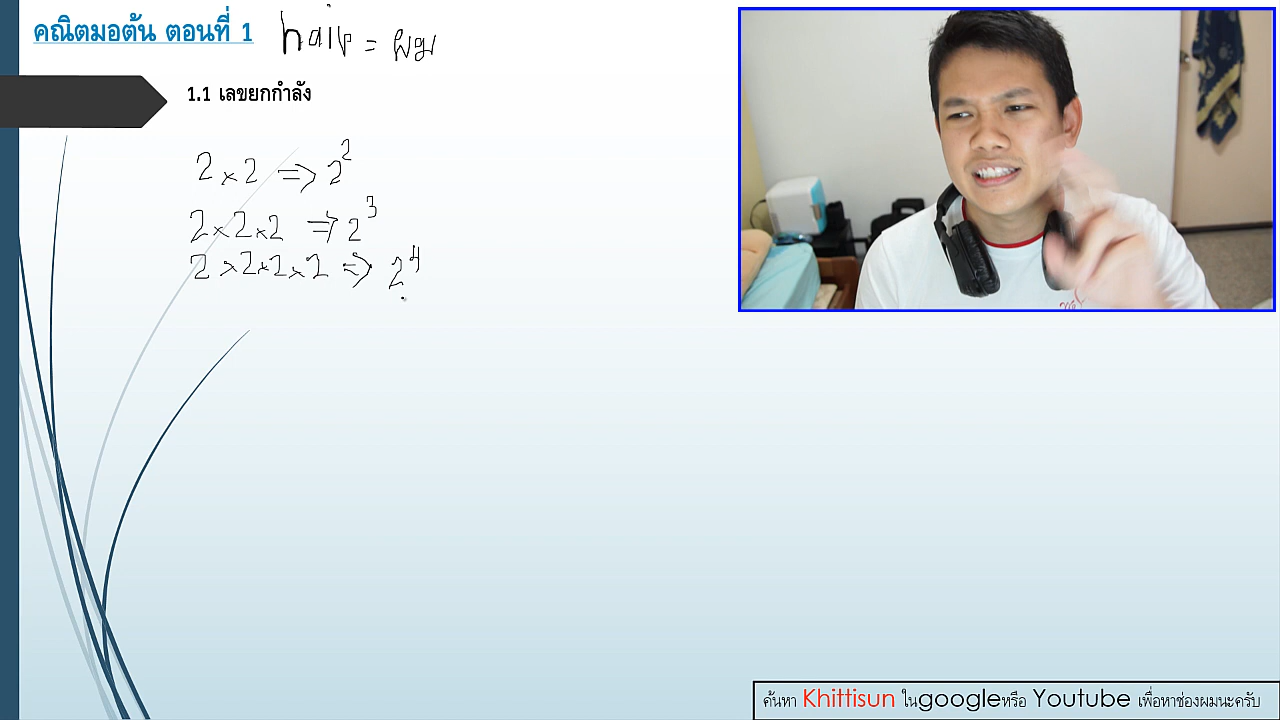 คณิตมอต้น ตอนที่ 1
hair = ผม
1.1 เลขยกกำลัง
2 × 2 => 2²
2 × 2 × 2 => 2³
2 × 2 × 2 × 2 => 2⁴
ค้นหา Khittisun ในgoogleหรือ Youtube เพื่อหาช่องผมนะครับ